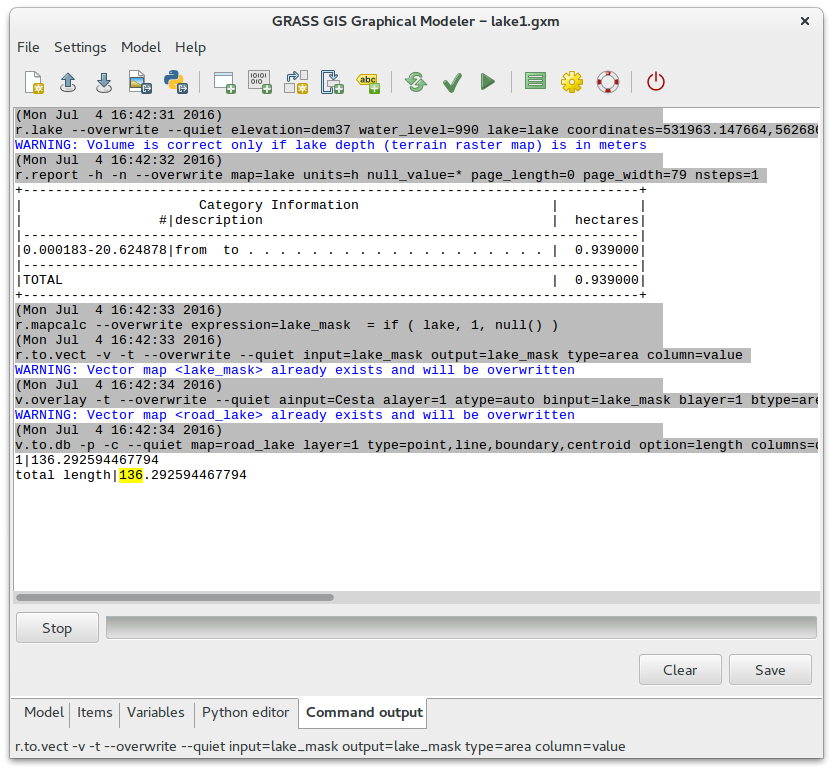 GRASS GIS Graphical Modeler – lake1.gxm
File Settings Model Help
(Mon Jul  4 16:42:31 2016)
r.lake --overwrite --quiet elevation=dem37 water_level=990 lake=lake coordinates=531963.147664,562686
WARNING: Volume is correct only if lake depth (terrain raster map) is in meters
(Mon Jul  4 16:42:32 2016)
r.report -h -n --overwrite map=lake units=h null_value=* page_length=0 page_width=79 nsteps=1
+-----------------------------------------------------------------------------+
|                      Category Information                        |          |
|                 #|description                                    |  hectares|
|-----------------------------------------------------------------------------|
|0.000183-20.624878|from  to . . . . . . . . . . . . . . . . . . . |  0.939000|
|-----------------------------------------------------------------------------|
|TOTAL                                                             |  0.939000|
+-----------------------------------------------------------------------------+
(Mon Jul  4 16:42:33 2016)
r.mapcalc --overwrite expression=lake_mask  = if ( lake, 1, null() )
(Mon Jul  4 16:42:33 2016)
r.to.vect -v -t --overwrite --quiet input=lake_mask output=lake_mask type=area column=value
WARNING: Vector map <lake_mask> already exists and will be overwritten
(Mon Jul  4 16:42:34 2016)
v.overlay -t --overwrite --quiet ainput=Cesta alayer=1 atype=auto binput=lake_mask blayer=1 btype=are
WARNING: Vector map <road_lake> already exists and will be overwritten
(Mon Jul  4 16:42:34 2016)
v.to.db -p -c --quiet map=road_lake layer=1 type=point,line,boundary,centroid option=length columns=
1|136.292594467794
total length|136.292594467794
Stop
Clear Save
Model Items Variables Python editor Command output
r.to.vect -v -t --overwrite --quiet input=lake_mask output=lake_mask type=area column=value